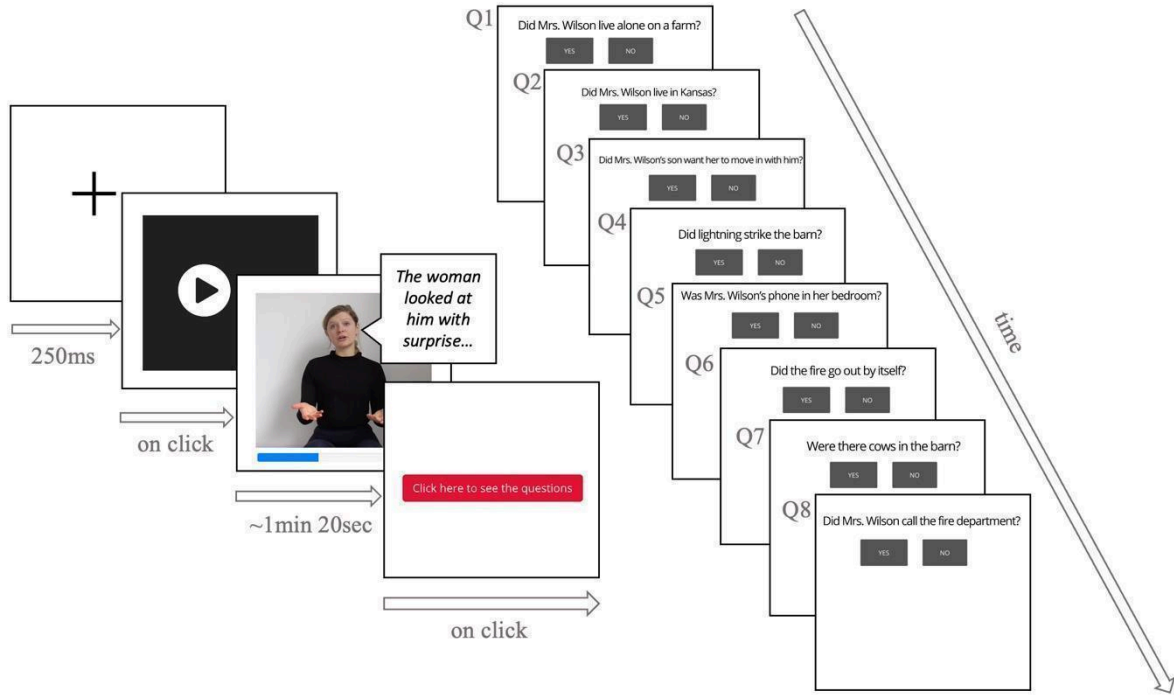 250ms
on click
The woman
looked at
him with
surprise...
~1min 20sec
Click here to see the questions
on click
Q1
Did Mrs. Wilson live alone on a farm?
YES NO
Q2
Did Mrs. Wilson live in Kansas?
YES NO
Q3
Did Mrs. Wilson's son want her to move in with him?
YES NO
Q4
Did lightning strike the barn?
YES NO
Q5
Was Mrs. Wilson's phone in her bedroom?
YES NO
Q6
Did the fire go out by itself?
YES NO
Q7
Were there cows in the barn?
YES NO
Q8
Did Mrs. Wilson call the fire department?
YES NO
time